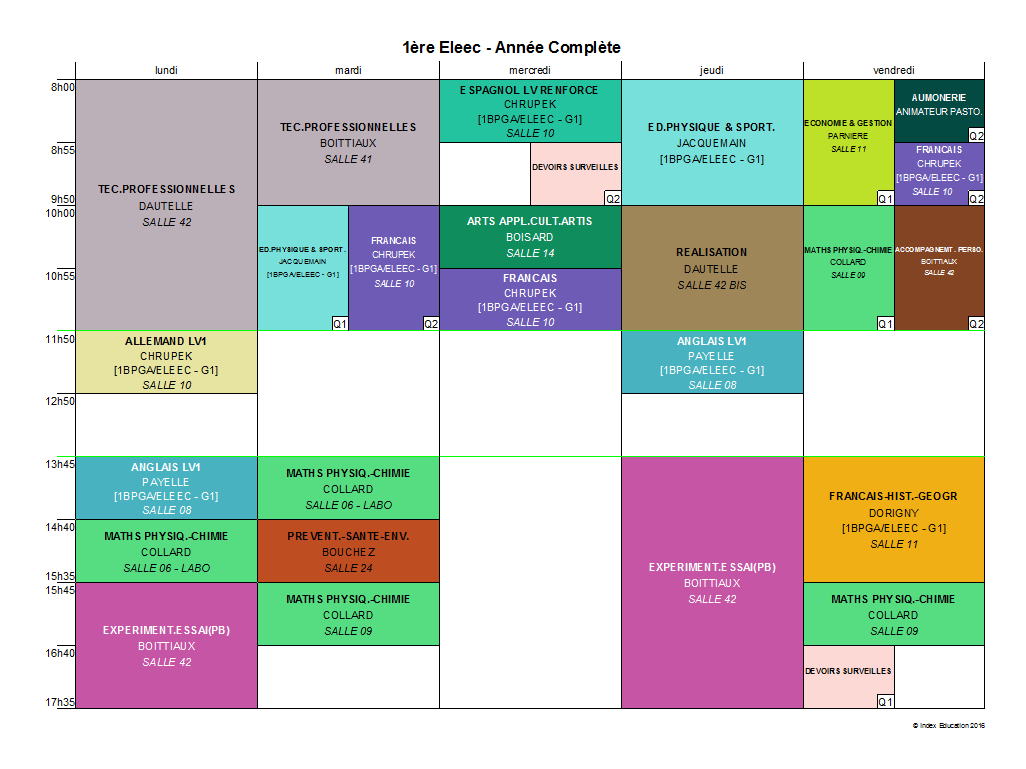 1ère Eleec - Année Complète
lundi
mardi
mercredi
jeudi
vendredi
8h00
8h55
9h50
10h00
10h55
11h50
12h50
13h45
14h40
15h35
15h45
16h40
17h35
TEC.PROFESSIONNELLES
DAUTELLE
SALLE 42
ALLEMAND LV1
CHRUPEK
[1BPGA/ELEEC - G1]
SALLE 10
ANGLAIS LV1
PAYELLE
[1BPGA/ELEEC - G1]
SALLE 08
MATHS PHYSIQ.-CHIMIE
COLLARD
SALLE 06 - LABO
EXPERIMENT.ESSAI(PB)
BOITTIAUX
SALLE 42
TEC.PROFESSIONNELLES
BOITTIAUX
SALLE 41
ED.PHYSIQUE & SPORT.
JACQUEMAIN
[1BPGA/ELEEC - G1]
Q1
FRANCAIS
CHRUPEK
[1BPGA/ELEEC - G1]
SALLE 10
Q2
MATHS PHYSIQ.-CHIMIE
COLLARD
SALLE 06 - LABO
PREVENT.-SANTE-ENV.
BOUCHEZ
SALLE 24
MATHS PHYSIQ.-CHIMIE
COLLARD
SALLE 09
ESPAGNOL LV RENFORCE
CHRUPEK
[1BPGA/ELEEC - G1]
SALLE 10
DEVOIRS SURVEILLES
Q2
ARTS APPL.CULT.ARTIS
BOISARD
SALLE 14
FRANCAIS
CHRUPEK
[1BPGA/ELEEC - G1]
SALLE 10
ED.PHYSIQUE & SPORT.
JACQUEMAIN
[1BPGA/ELEEC - G1]
REALISATION
DAUTELLE
SALLE 42 BIS
ANGLAIS LV1
PAYELLE
[1BPGA/ELEEC - G1]
SALLE 08
EXPERIMENT.ESSAI(PB)
BOITTIAUX
SALLE 42
ECONOMIE & GESTION
PARNIERE
SALLE 11
Q1
AUMONERIE
ANIMATEUR PASTO.
Q2
FRANCAIS
CHRUPEK
[1BPGA/ELEEC - G1]
SALLE 10
Q2
MATHS PHYSIQ.-CHIMIE
COLLARD
SALLE 09
Q1
ACCOMPAGNEMT. PERSO.
BOITTIAUX
SALLE 42
Q2
FRANCAIS-HIST.-GEOGR
DORIGNY
[1BPGA/ELEEC - G1]
SALLE 11
MATHS PHYSIQ.-CHIMIE
COLLARD
SALLE 09
DEVOIRS SURVEILLES
Q1
© Index Education 2016